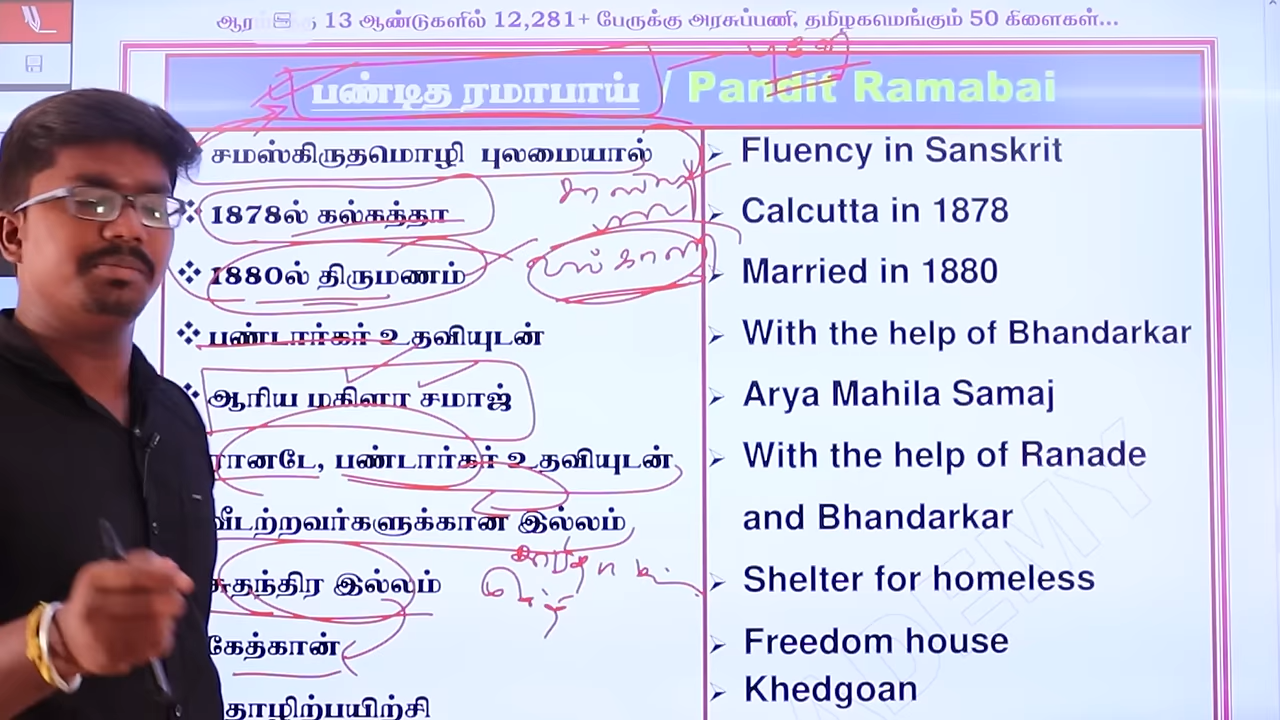 13 ஆண்டுகளில் 12,281+ பேருக்கு அரசுப்பணி, தமிழகமெங்கும் 50 கிளைகள்...
பண்டித ரமாபாய் / Pandit Ramabai
சமஸ்கிருதமொழி புலமையால்
Fluency in Sanskrit
1878ல் கல்கத்தா
Calcutta in 1878
1880ல் திருமணம்
Married in 1880
பண்டார்கர் உதவியுடன்
With the help of Bhandarkar
ஆரிய மகிளா சமாஜ்
Arya Mahila Samaj
ரானடே, பண்டார்கர் உதவியுடன்
With the help of Ranade
வீடற்றவர்களுக்கான இல்லம்
and Bhandarkar
சுதந்திர இல்லம்
Shelter for homeless
கேத்கான்
Freedom house
தொழிற்பயிற்சி
Khedgoan